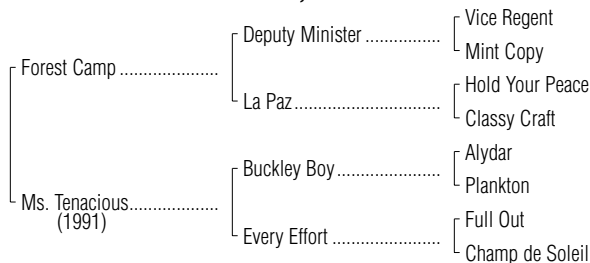 Vice Regent
Deputy Minister ................
Mint Copy
Forest Camp .....................
Hold Your Peace
La Paz...............................
Classy Craft
Alydar
Buckley Boy......................
Plankton
Ms. Tenacious...................
(1991)
Full Out
Every Effort .......................
Champ de Soleil